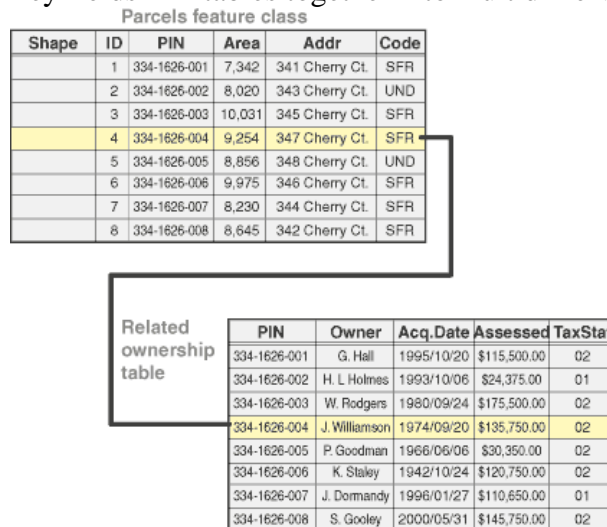 Parcels feature class
Shape ID PIN Area Addr Code
1 334-1626-001 7,342 341 Cherry Ct. SFR
2 334-1626-002 8,020 343 Cherry Ct. UND
3 334-1626-003 10,031 345 Cherry Ct. SFR
4 334-1626-004 9,254 347 Cherry Ct. SFR
5 334-1626-005 8,856 348 Cherry Ct. UND
6 334-1626-006 9,975 346 Cherry Ct. SFR
7 334-1626-007 8,230 344 Cherry Ct. SFR
8 334-1626-008 8,645 342 Cherry Ct. SFR
Related
ownership
table
PIN Owner Acq.Date Assessed TaxSta
334-1626-001 G. Hall 1995/10/20 $115,500.00 02
334-1626-002 H. L Holmes 1993/10/06 $24,375.00 01
334-1626-003 W. Rodgers 1980/09/24 $175,500.00 02
334-1626-004 J. Williamson 1974/09/20 $135,750.00 02
334-1626-005 P. Goodman 1966/06/06 $30,350.00 02
334-1626-006 K. Staley 1942/10/24 $120,750.00 02
334-1626-007 J. Dormandy 1996/01/27 $110,650.00 01
334-1626-008 S. Gooley 2000/05/31 $145,750.00 02